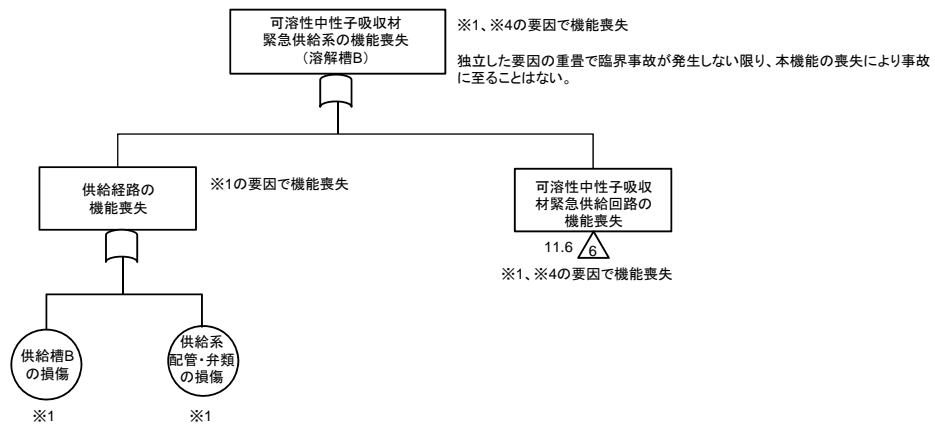 可溶性中性子吸収材
緊急供給系の機能喪失
(溶解槽B)
※1、※4の要因で機能喪失
独立した要因の重畳で臨界事故が発生しない限り、本機能の喪失により事故
に至ることはない。
供給経路の
機能喪失
※1の要因で機能喪失
可溶性中性子吸収
材緊急供給回路の
機能喪失
11.6
6
※1、※4の要因で機能喪失
供給槽B
の損傷
供給系
配管・弁類
の損傷
※1
※1